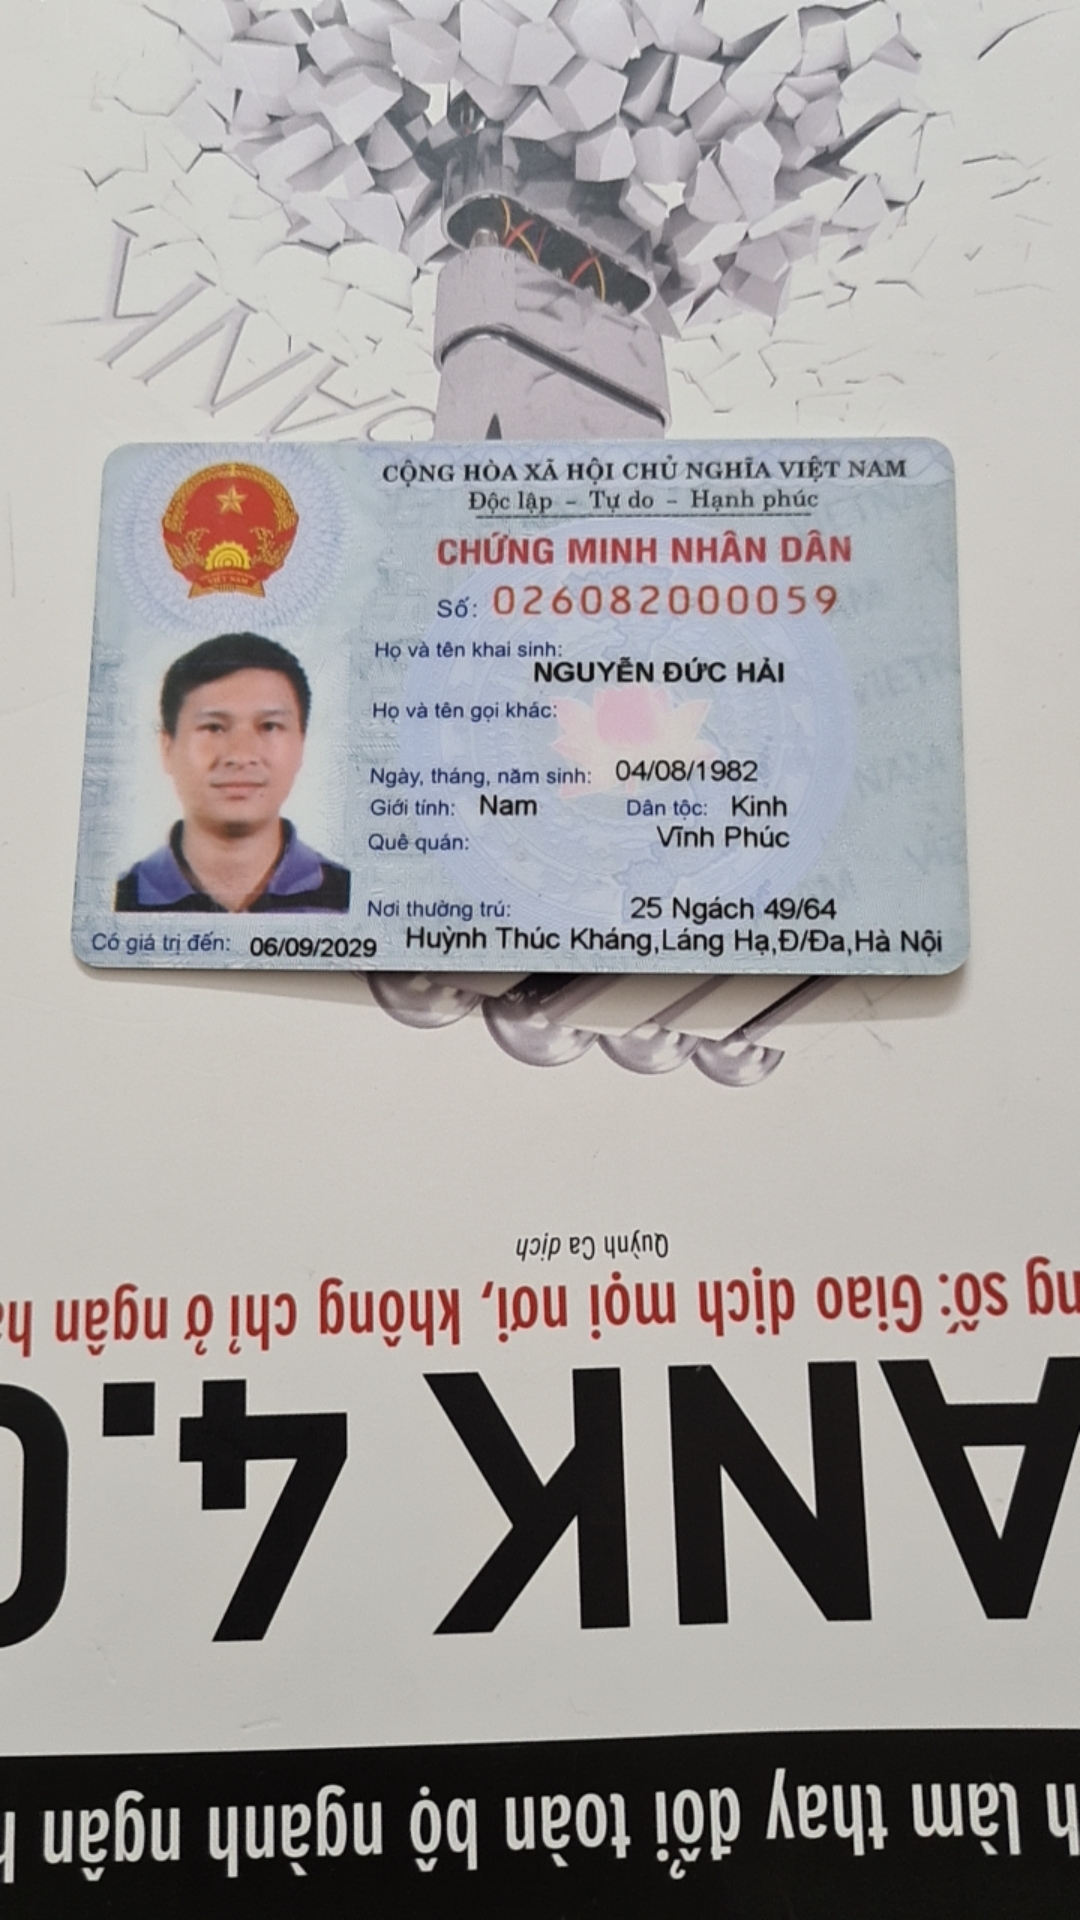 CỘNG HÒA XÃ HỘI CHỦ NGHĨA VIỆT NAM
Độc lập - Tự do - Hạnh phúc
CHỨNG MINH NHÂN DÂN
Số: 026082000059
Họ và tên khai sinh:
NGUYỄN ĐỨC HẢI
Họ và tên gọi khác:
Ngày, tháng, năm sinh: 04/08/1982
Giới tính: Nam Dân tộc: Kinh
Quê quán: Vĩnh Phúc
Nơi thường trú: 25 Ngách 49/64
Huỳnh Thúc Kháng,Láng Hạ,Đ/Đa,Hà Nội
Có giá trị đến: 06/09/2029
VIỆT NAM
h làm thay đổi toàn bộ ngành ngân h
ANK 4.0
ng số: Giao dịch mọi nơi, không chỉ ở ngân hà
Quỳnh Ca dịch